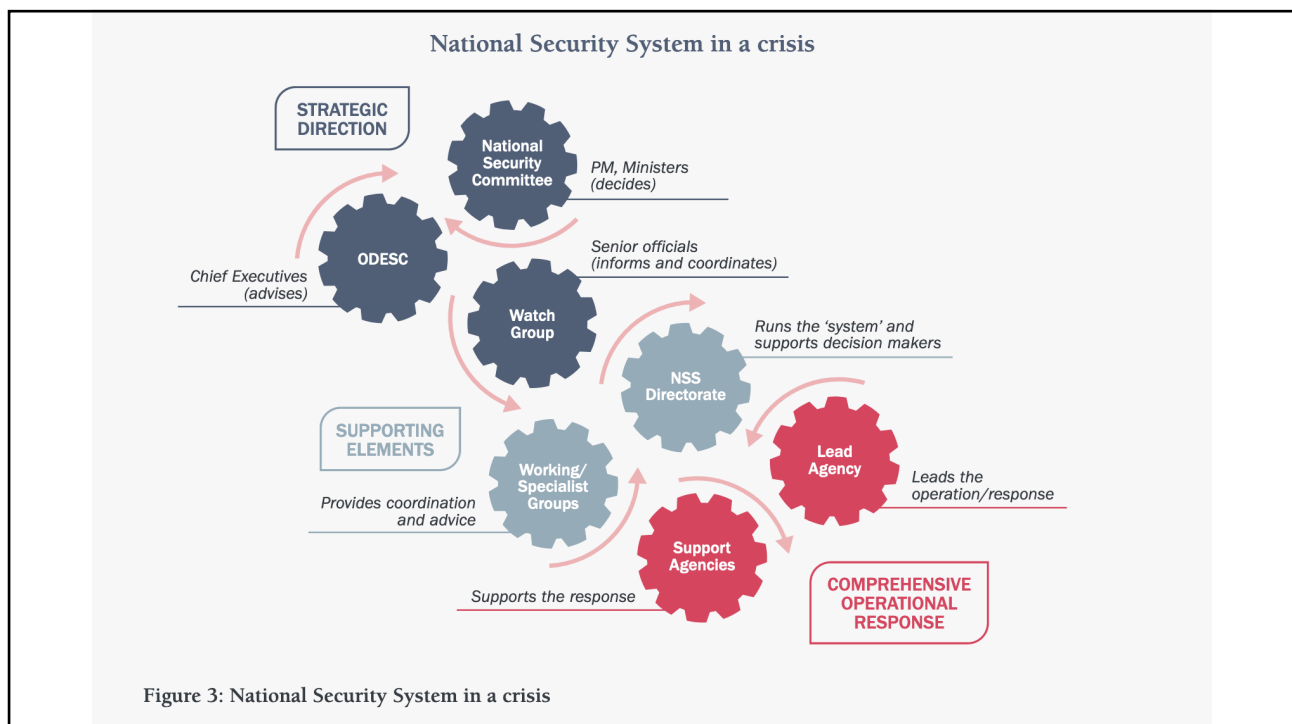 National Security System in a crisis
STRATEGIC
DIRECTION
National
Security
Committee
PM, Ministers
(decides)
ODESC
Chief Executives
(advises)
Senior officials
(informs and coordinates)
Watch
Group
Runs the ‘system’ and
supports decision makers
NSS
Directorate
SUPPORTING
ELEMENTS
Working/
Specialist
Groups
Provides coordination
and advice
Lead
Agency
Leads the
operation/response
Support
Agencies
Supports the response
COMPREHENSIVE
OPERATIONAL
RESPONSE
Figure 3: National Security System in a crisis